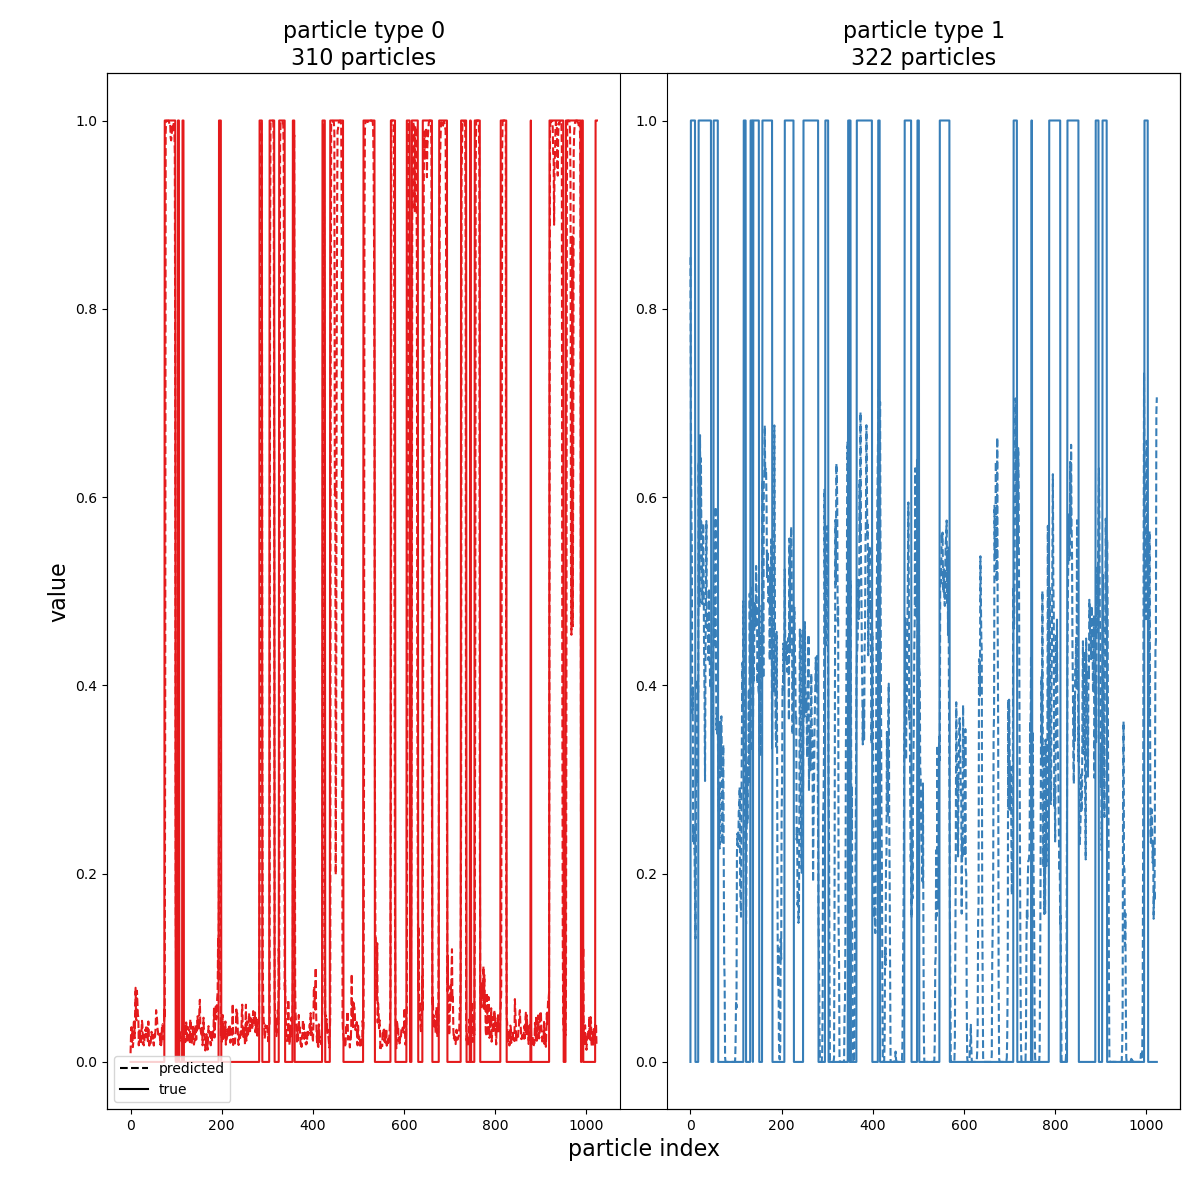 particle type 0
310 particles
particle type 1
322 particles
1.0
0.8
0.6
0.4
0.2
0.0
1.0
0.8
0.6
0.4
0.2
0.0
value
predicted
true
0 200 400 600 800 1000
0 200 400 600 800 1000
particle index